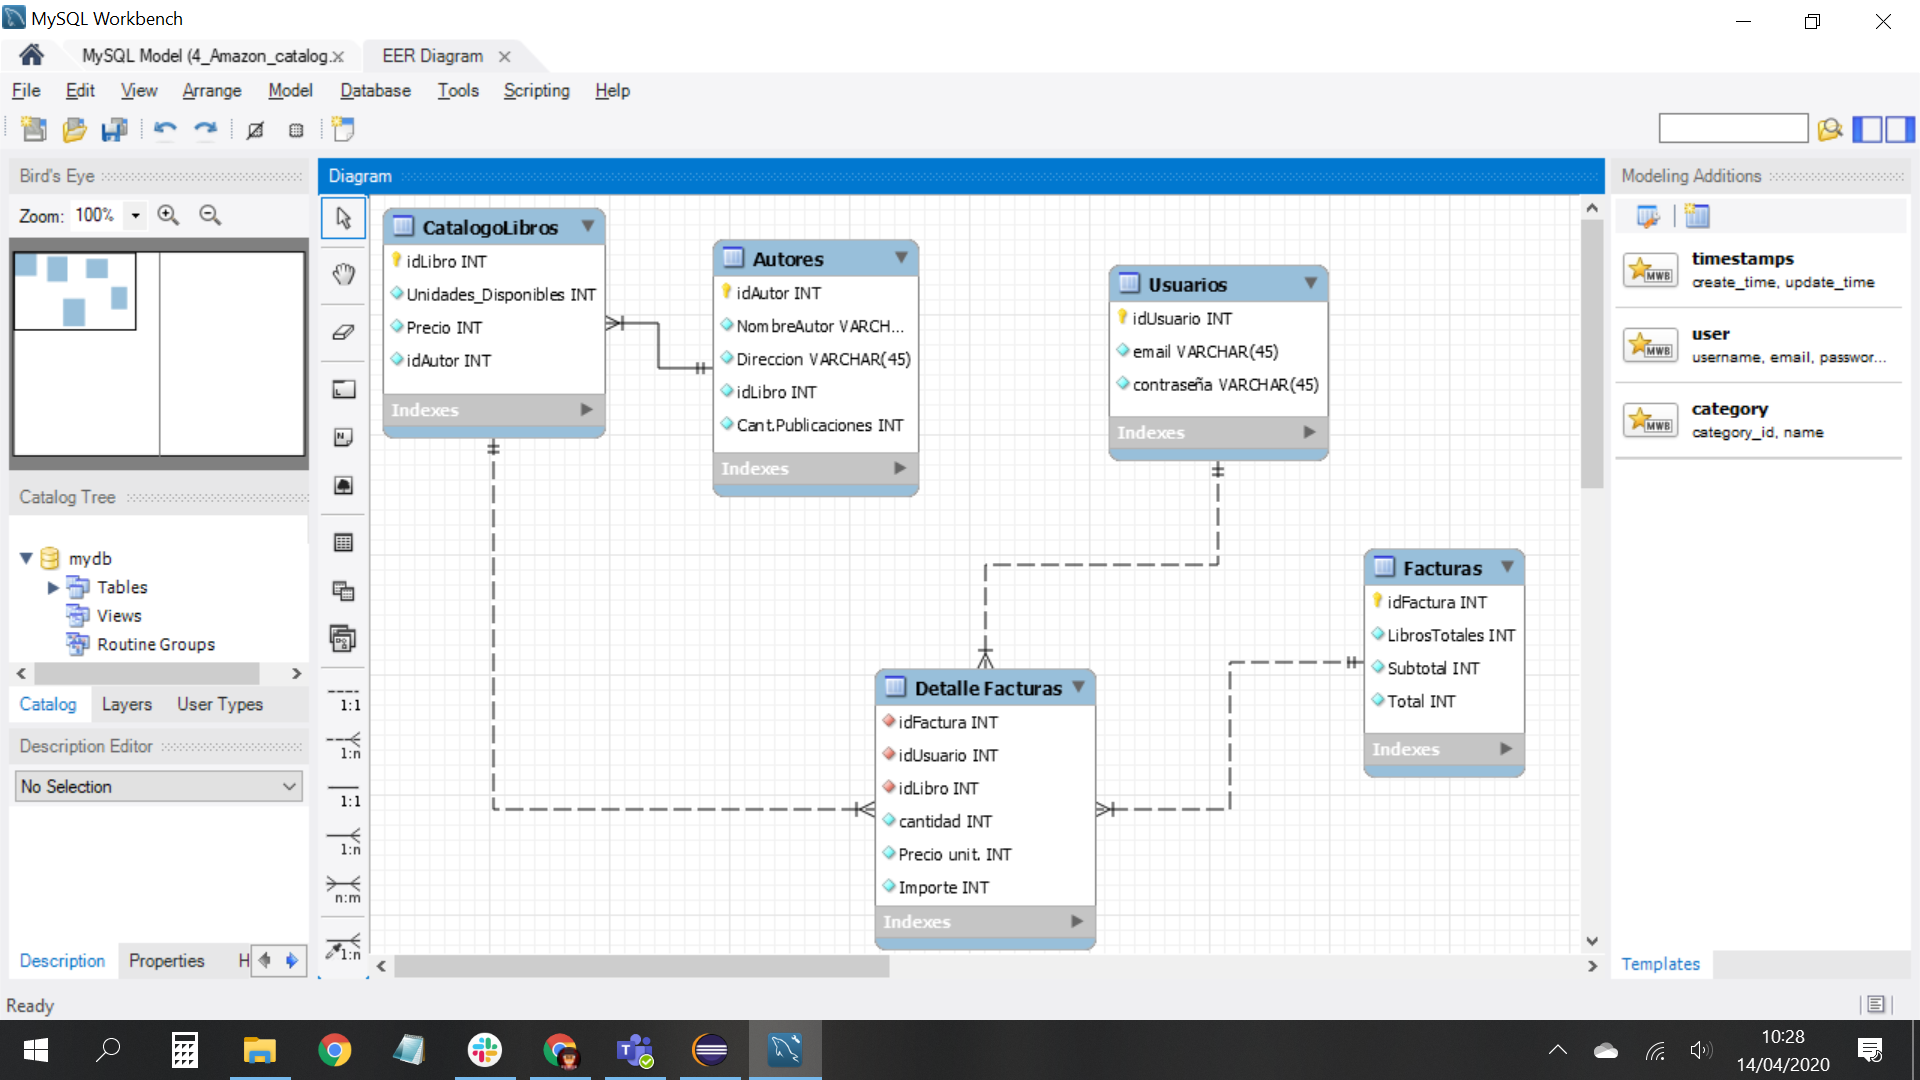 MySQL Workbench
MySQL Model (4_Amazon_catalog.
EER Diagram
File Edit View Arrange Model Database Tools Scripting Help
Bird's Eye
Zoom: 100%
Catalog Tree
mydb
Tables
Views
Routine Groups
Catalog Layers User Types
Description Editor
No Selection
Description Properties H
Ready
Diagram
1:1
1:n
1:1
1:n
n:m
1:n
CatalogoLibros
idLibro INT
Unidades_Disponibles INT
Precio INT
idAutor INT
Indexes
Autores
idAutor INT
NombreAutor VARCH...
Direccion VARCHAR(45)
idLibro INT
Cant.Publicaciones INT
Indexes
Usuarios
idUsuario INT
email VARCHAR(45)
contraseña VARCHAR(45)
Indexes
Facturas
idFactura INT
LibrosTotales INT
Subtotal INT
Total INT
Indexes
Detalle Facturas
idFactura INT
idUsuario INT
idLibro INT
cantidad INT
Precio unit. INT
Importe INT
Indexes
Modeling Additions
MWB
timestamps
create_time, update_time
MWB
user
username, email, passwor...
MWB
category
category_id, name
Templates
10:28
14/04/2020